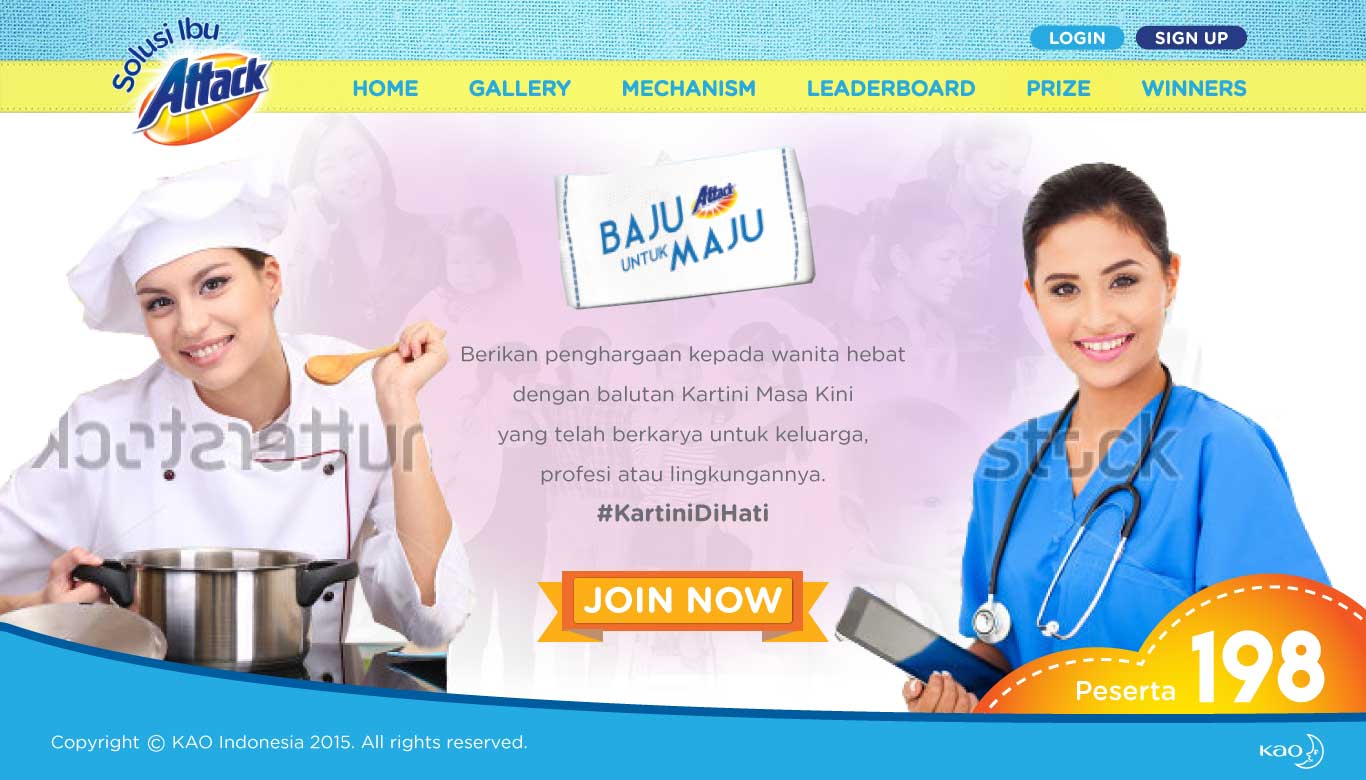 Solusi Ibu
Attack
LOGIN
SIGN UP
HOME
GALLERY
MECHANISM
LEADERBOARD
PRIZE
WINNERS
Attack
BAJU
UNTUK MAJU
Berikan penghargaan kepada wanita hebat
dengan balutan Kartini Masa Kini
yang telah berkarya untuk keluarga,
profesi atau lingkungannya.
#KartiniDiHati
JOIN NOW
Peserta 198
Copyright © KAO Indonesia 2015. All rights reserved.
KAO